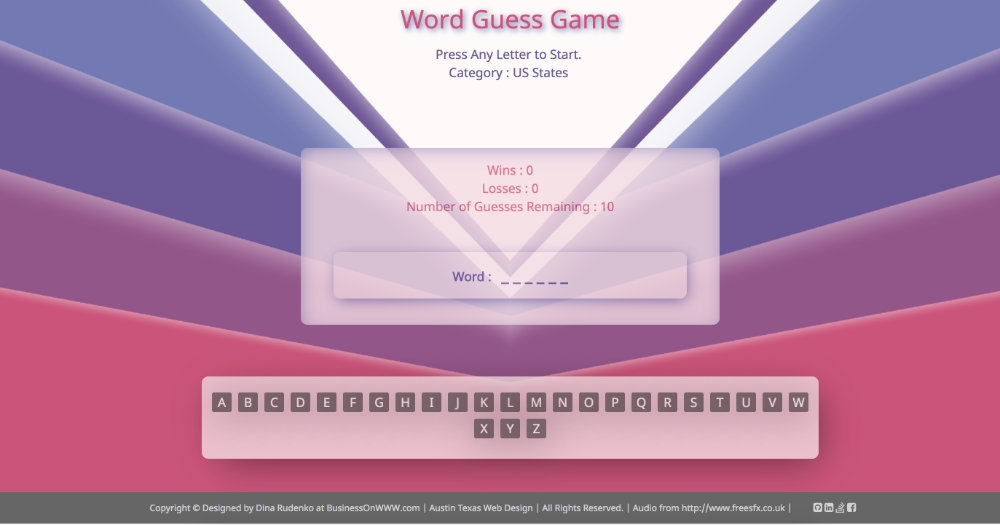 Word Guess Game
Press Any Letter to Start.
Category : US States
Wins : 0
Losses : 0
Number of Guesses Remaining : 10
Word : _ _ _ _ _ _
A B C D E F G H I J K L M N O P Q R S T U V W
X Y Z
Copyright © Designed by Dina Rudenko at BusinessOnWWW.com | Austin Texas Web Design | All Rights Reserved. | Audio from http://www.freesfx.co.uk |